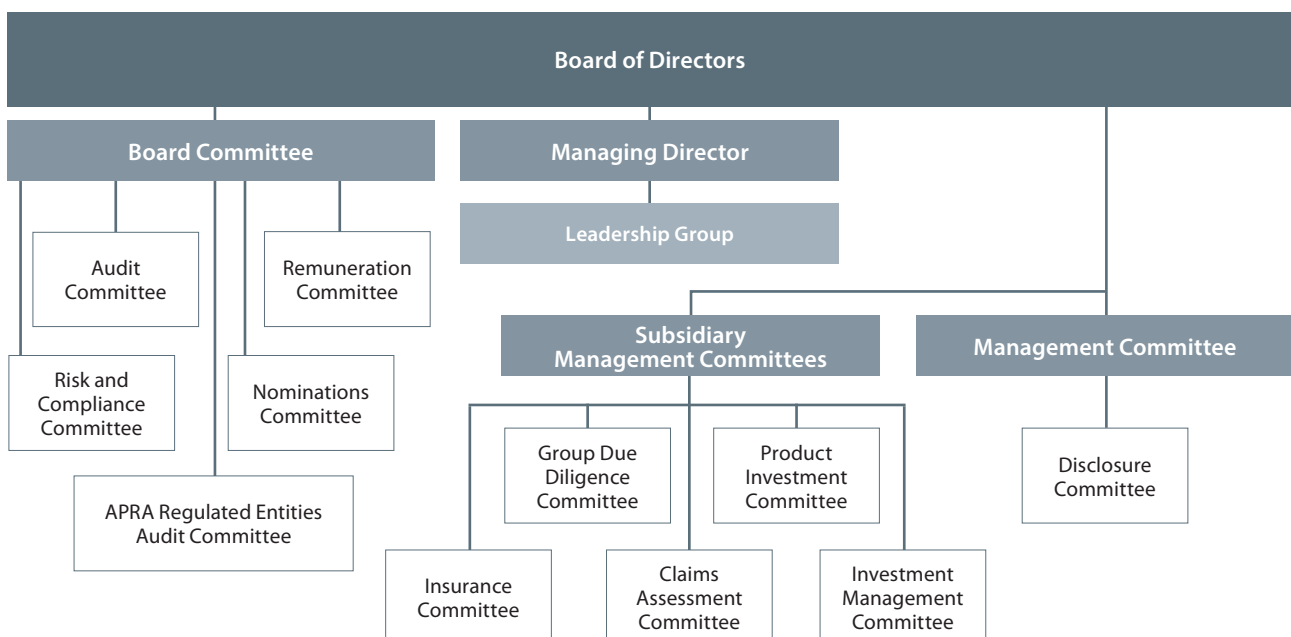 Board of Directors
Board Committee
Managing Director
Leadership Group
Audit
Committee
Remuneration
Committee
Risk and
Compliance
Committee
Nominations
Committee
APRA Regulated Entities
Audit Committee
Subsidiary
Management Committees
Management Committee
Group Due
Diligence
Committee
Product
Investment
Committee
Disclosure
Committee
Insurance
Committee
Claims
Assessment
Committee
Investment
Management
Committee